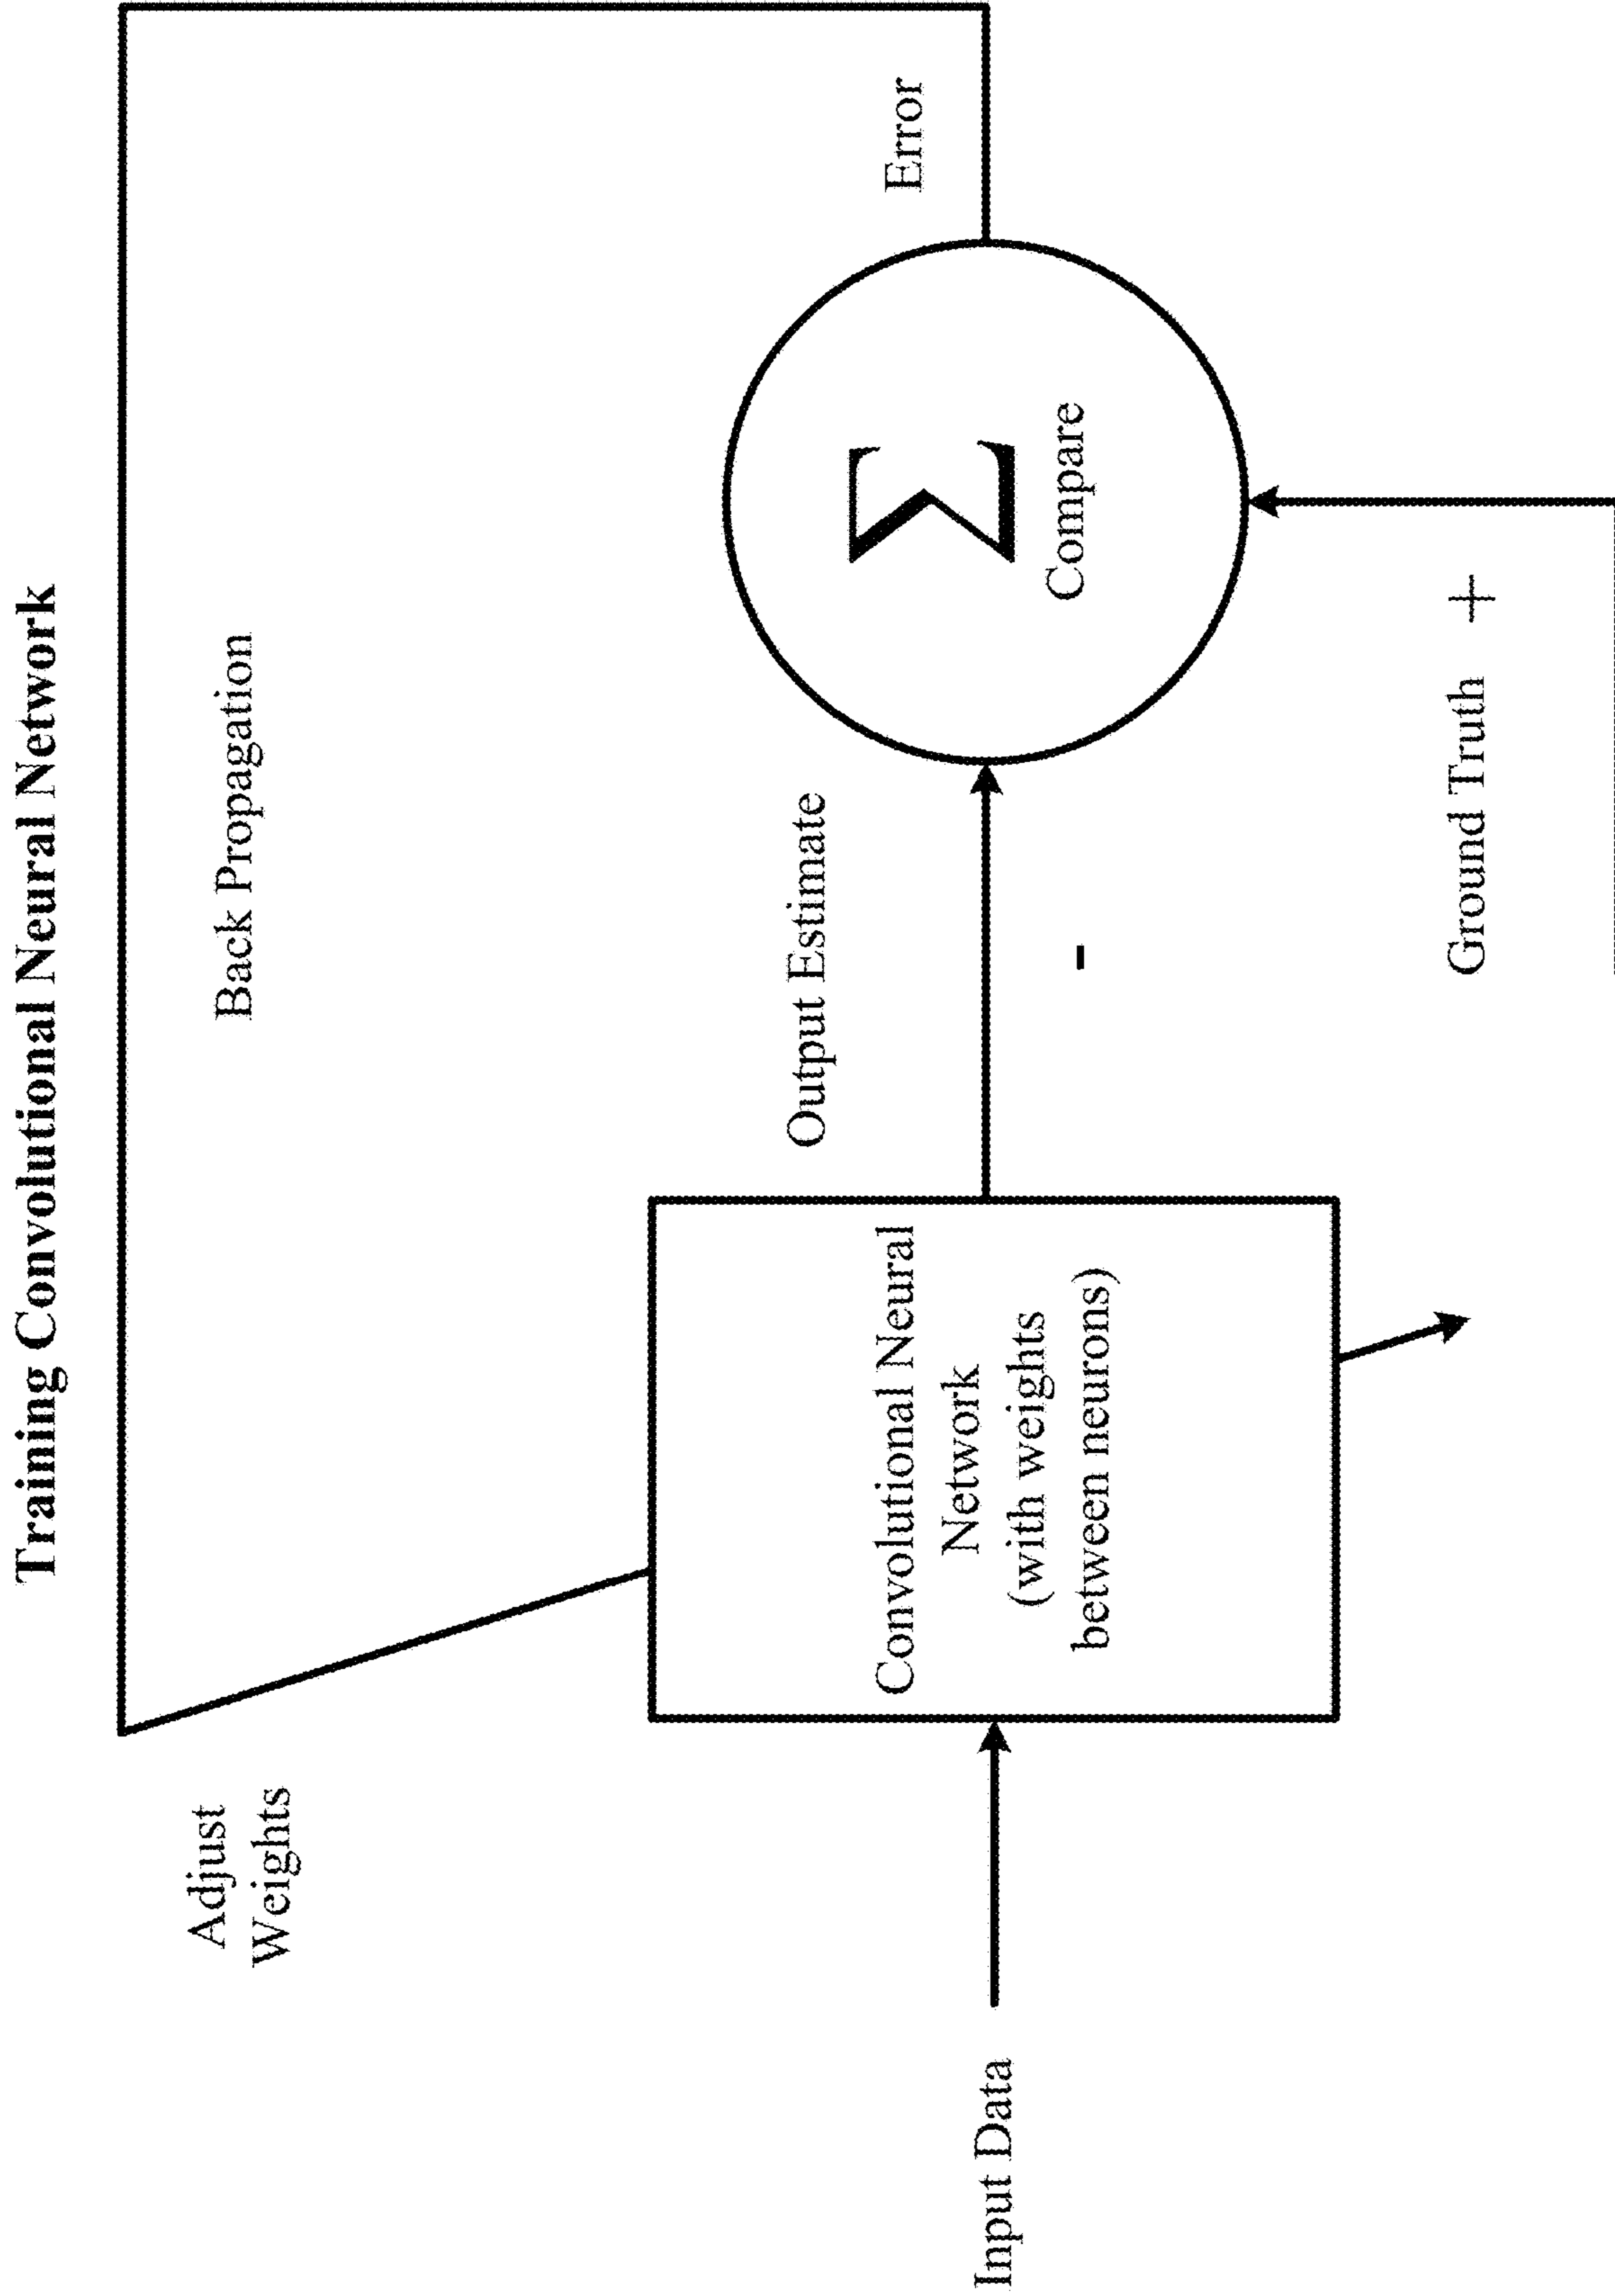 Training Convolutional Neural Network
Back Propagation
Adjust
Weights
Error
Output Estimate
-
Σ
Compare
Convolutional Neural
Network
(with weights
between neurons)
Input Data
Ground Truth +